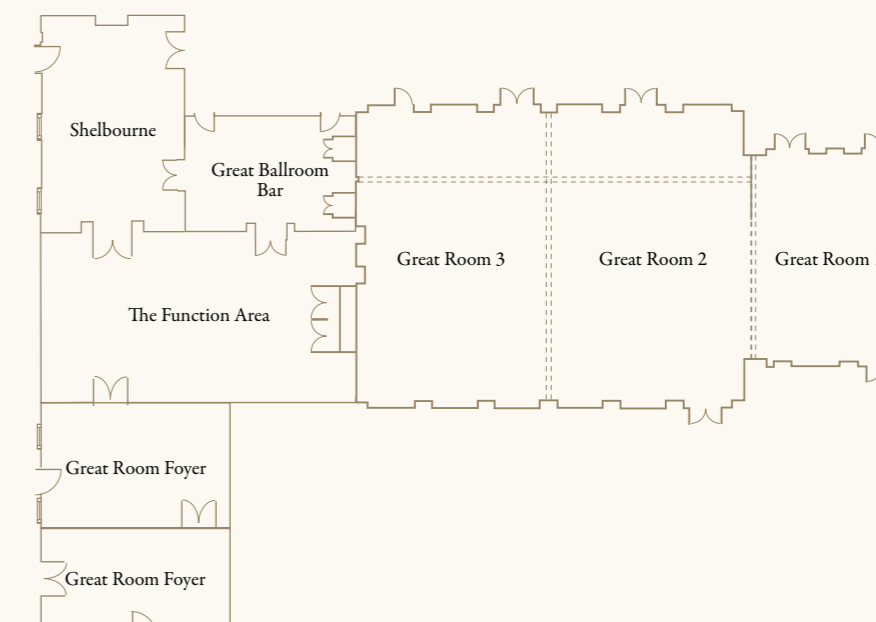 Shelbourne
Great Ballroom
Bar
Great Room 3
Great Room 2
Great Room
The Function Area
Great Room Foyer
Great Room Foyer